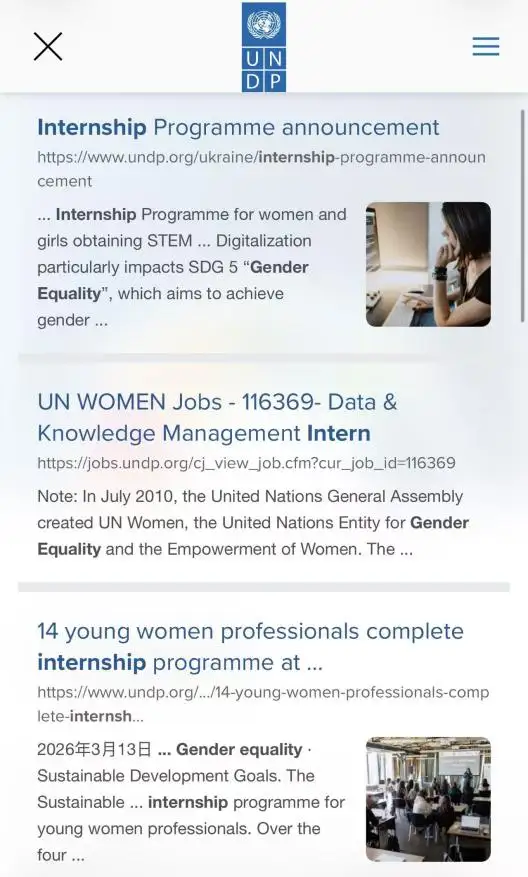 U N
D P
Internship Programme announcement
https://www.undp.org/ukraine/internship-programme-announ
cement
... Internship Programme for women and
girls obtaining STEM ... Digitalization
particularly impacts SDG 5 “Gender
Equality”, which aims to achieve
gender ...
UN WOMEN Jobs - 116369- Data &
Knowledge Management Intern
https://jobs.undp.org/cj_view_job.cfm?cur_job_id=116369
Note: In July 2010, the United Nations General Assembly
created UN Women, the United Nations Entity for Gender
Equality and the Empowerment of Women. The ...
14 young women professionals complete
internship programme at ...
https://www.undp.org/.../14-young-women-professionals-comp
lete-internsh...
2026年3月13日 ... Gender equality ·
Sustainable Development Goals. The
Sustainable ... internship programme for
young women professionals. Over the
four ...